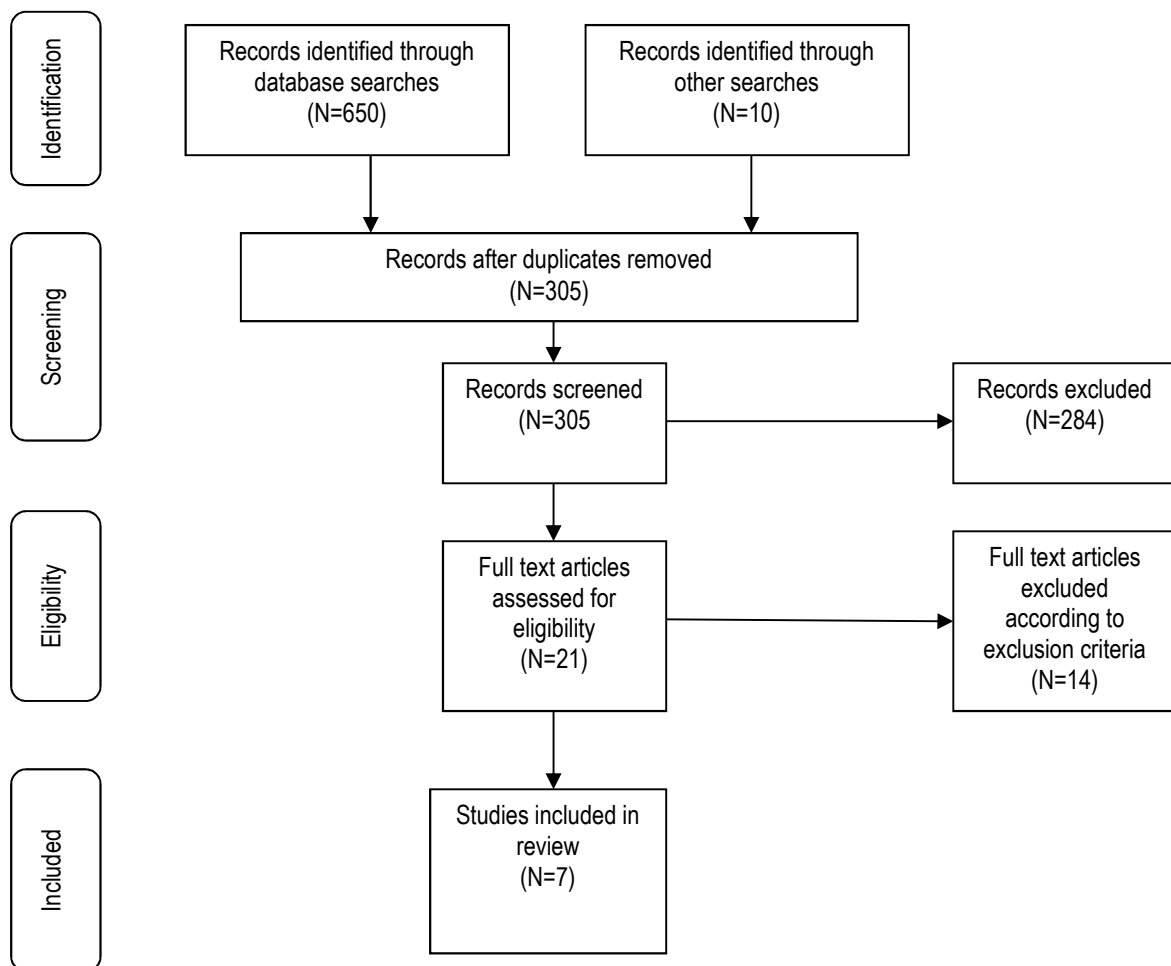 Identification
Records identified through
database searches
(N=650)
Records identified through
other searches
(N=10)
Screening
Records after duplicates removed
(N=305)
Records screened
(N=305
Records excluded
(N=284)
Eligibility
Full text articles
assessed for
eligibility
(N=21)
Full text articles
excluded
according to
exclusion criteria
(N=14)
Included
Studies included in
review
(N=7)